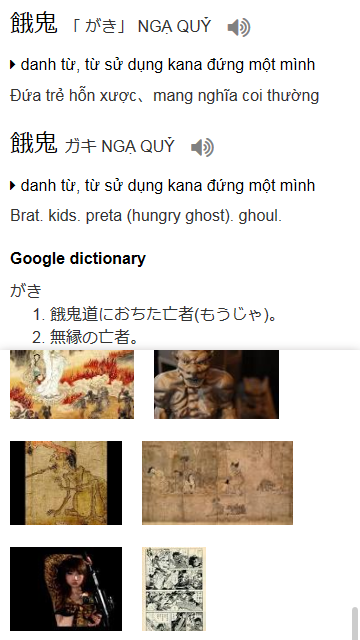 餓鬼 「 がき」 NGẠ QUỶ
danh từ, từ sử dụng kana đứng một mình
Đứa trẻ hỗn xược、mang nghĩa coi thường
餓鬼 ガキ NGẠ QUỶ
danh từ, từ sử dụng kana đứng một mình
Brat. kids. preta (hungry ghost). ghoul.
Google dictionary
がき
1. 餓鬼道におちた亡者(もうじゃ)。
2. 無縁の亡者。